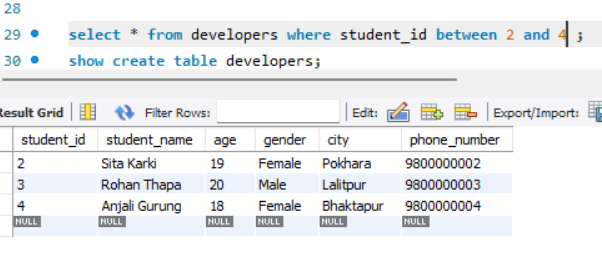 28
29 select * from developers where student_id between 2 and 4 ;
30 show create table developers;
Result Grid Filter Rows: Edit: Export/Import:
student_id student_name age gender city phone_number
2 Sita Karki 19 Female Pokhara 9800000002
3 Rohan Thapa 20 Male Lalitpur 9800000003
4 Anjali Gurung 18 Female Bhaktapur 9800000004
NULL NULL NULL NULL NULL NULL